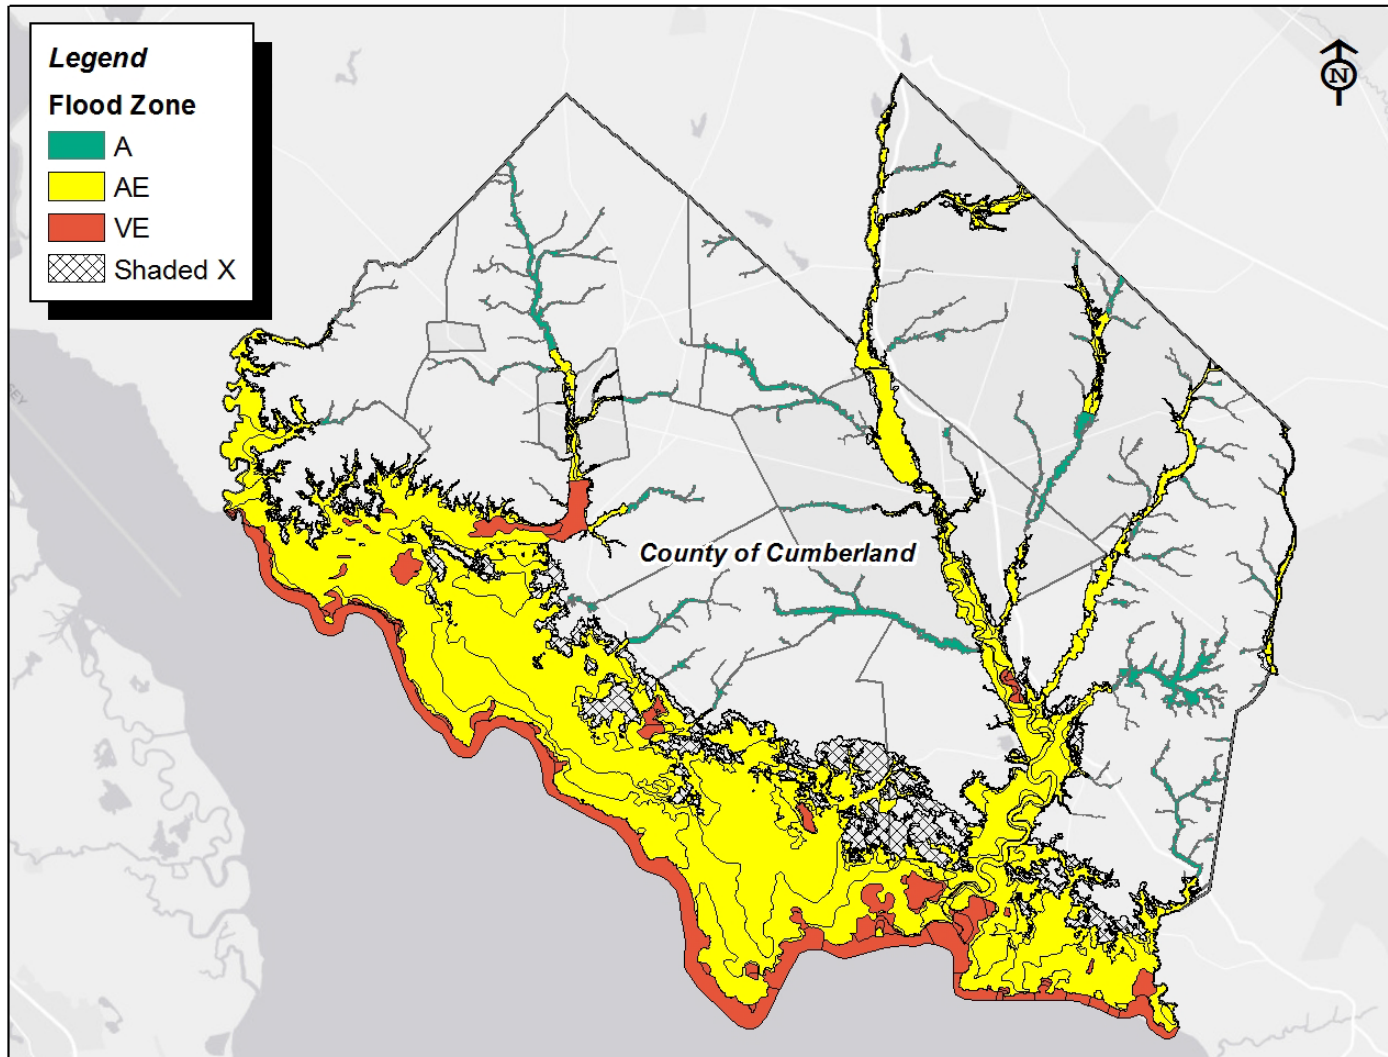 Legend
Flood Zone
A
AE
VE
Shaded X
N
County of Cumberland